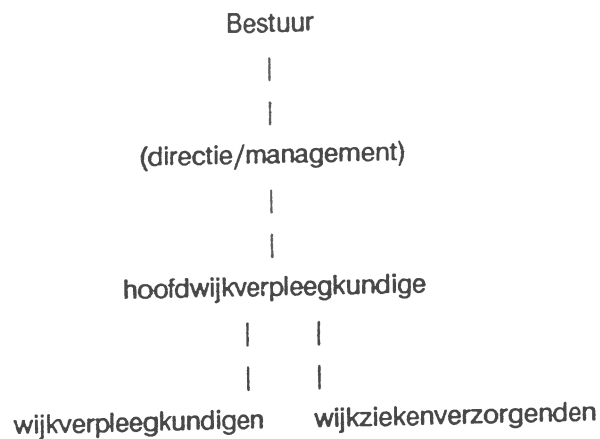 Bestuur
(directie/management)
hoofdwijkverpleegkundige
wijkverpleegkundigen wijkziekenverzorgenden